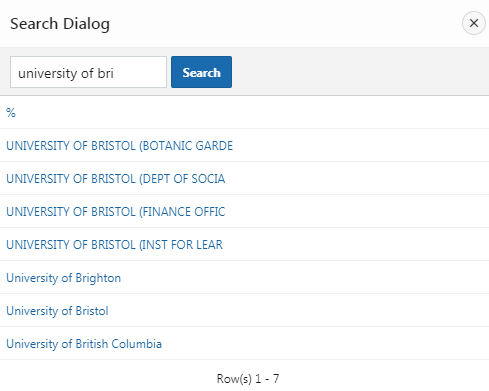 Search Dialog
university of bri
Search
%
UNIVERSITY OF BRISTOL (BOTANIC GARDE
UNIVERSITY OF BRISTOL (DEPT OF SOCIA
UNIVERSITY OF BRISTOL (FINANCE OFFIC
UNIVERSITY OF BRISTOL (INST FOR LEAR
University of Brighton
University of Bristol
University of British Columbia
Row(s) 1 - 7